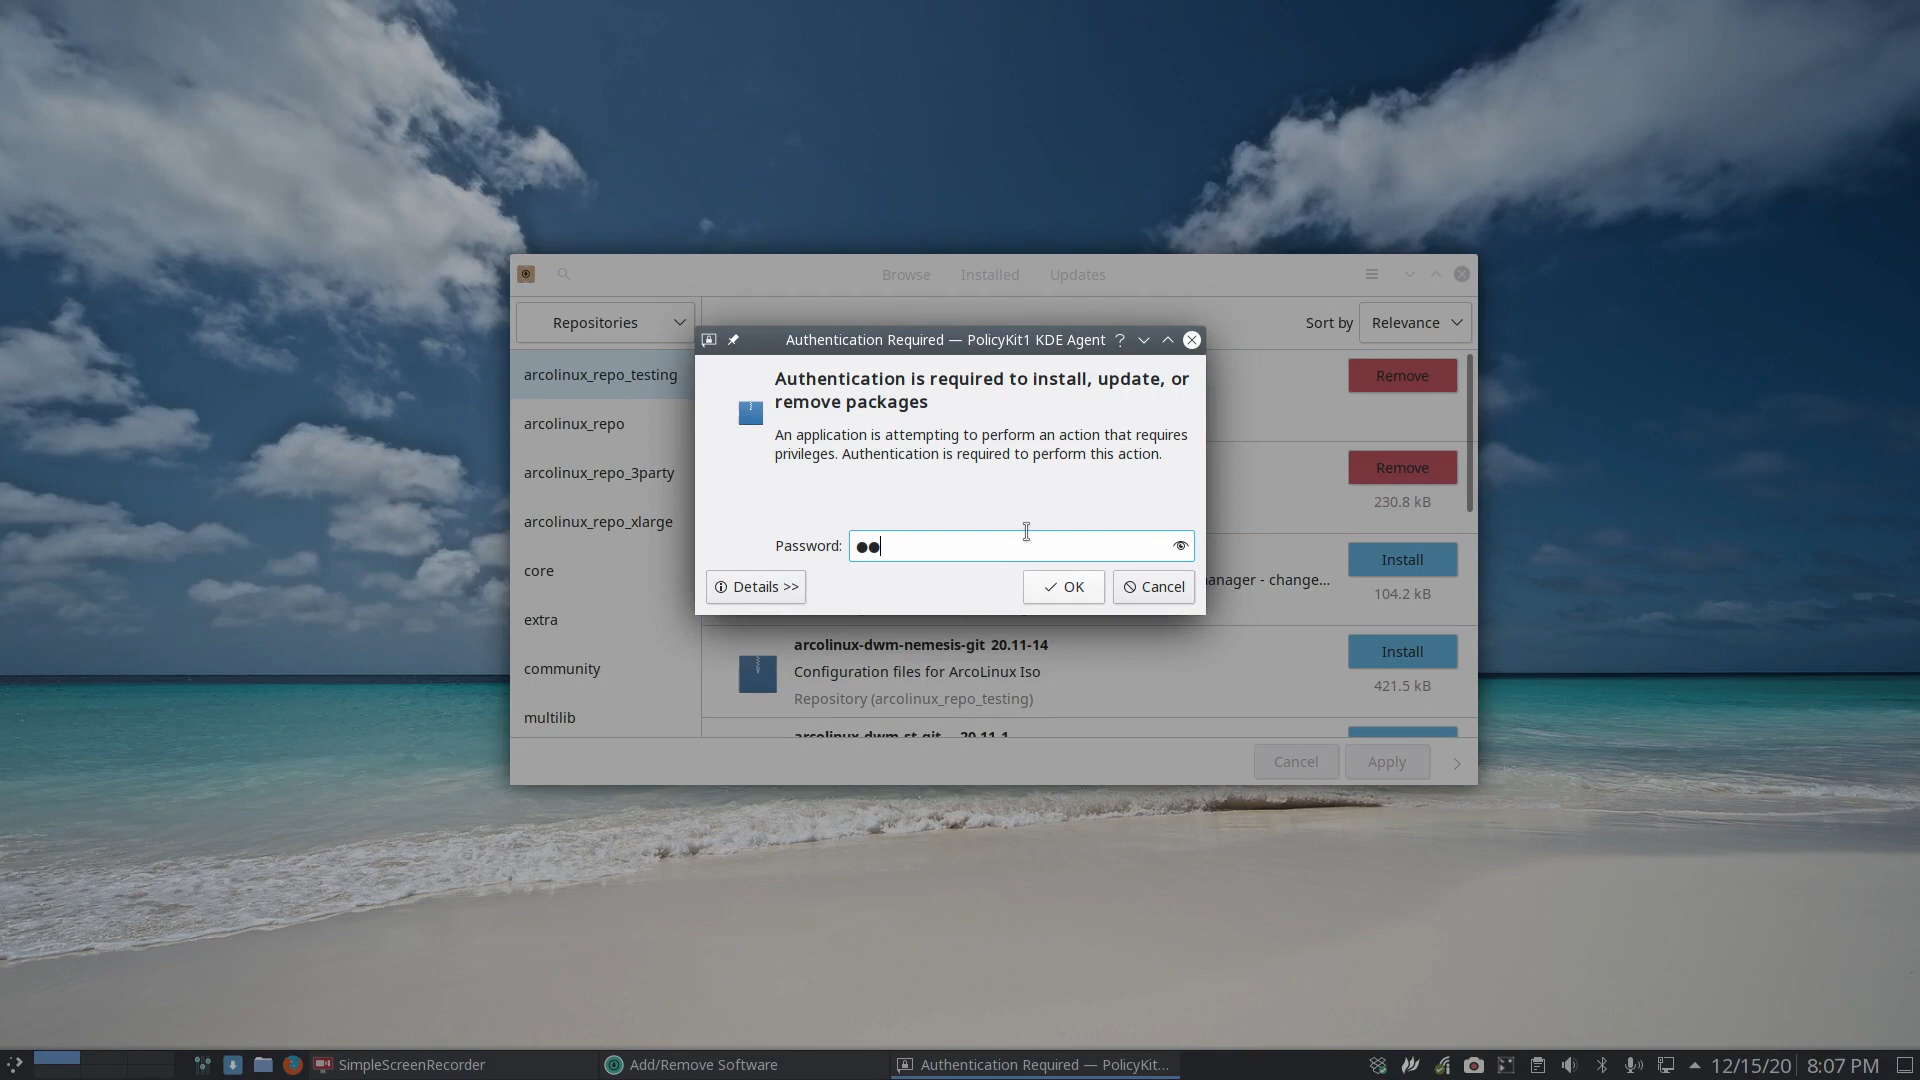 Browse Installed Updates
Repositories
Sort by Relevance
Authentication Required — PolicyKit1 KDE Agent
Authentication is required to install, update, or
remove packages
An application is attempting to perform an action that requires
privileges. Authentication is required to perform this action.
Password: ●●
Details >> OK Cancel
arcolinux_repo_testing
arcolinux_repo
arcolinux_repo_3party
arcolinux_repo_xlarge
core
extra
community
multilib
Remove
Remove
230.8 kB
Install
change...
104.2 kB
arcolinux-dwm-nemesis-git 20.11-14
Configuration files for ArcoLinux Iso
Repository (arcolinux_repo_testing)
Install
421.5 kB
arcolinux-dwm-st-git 20.11-1
Cancel Apply
SimpleScreenRecorder Add/Remove Software Authentication Required — PolicyKit... 12/15/20 8:07 PM